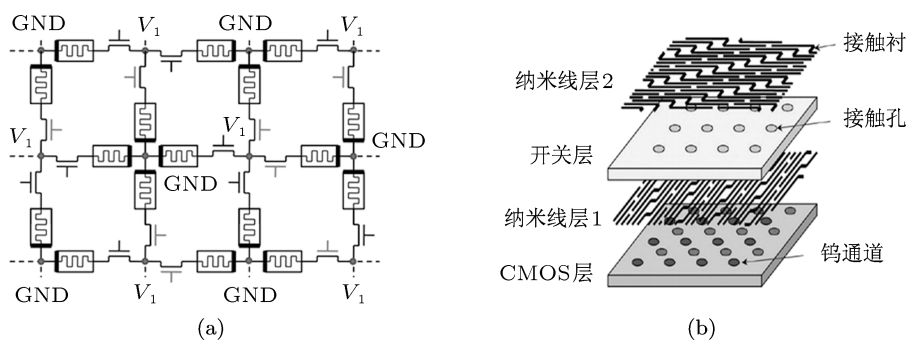 GND V₁ GND V₁
V₁ V₁ GND
GND
GND V₁ GND V₁
(a)
接触衬
纳米线层2
接触孔
开关层
纳米线层1
钨通道
CMOS层
(b)